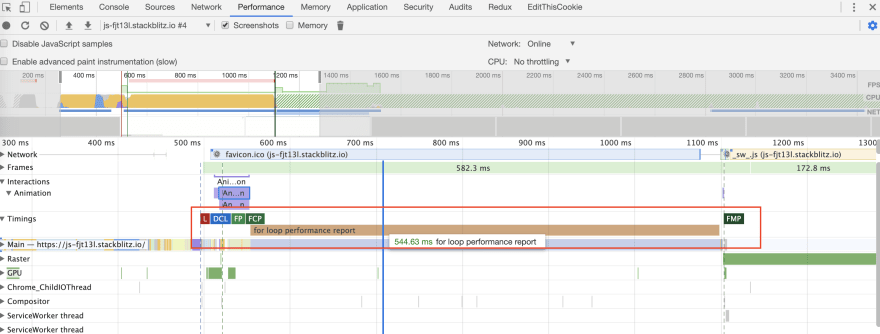 Elements Console Sources Network Performance Memory Application Security Audits Redux EditThisCookie
js-fjt13l.stackblitz.io #4 Screenshots Memory
Disable JavaScript samples Network: Online
Enable advanced paint instrumentation (slow) CPU: No throttling
200 ms 400 ms 600 ms 800 ms 1000 ms 1200 ms 1400 ms 1600 ms 1800 ms 2000 ms 2200 ms 2400 ms 2600 ms 2800 ms 3000 ms 3200 ms 3400 ms
FPS
CPU
NET
300 ms 400 ms 500 ms 600 ms 700 ms 800 ms 900 ms 1000 ms 1100 ms 1200 ms 1300
Network favicon.ico (js-fjt13l.stackblitz.io) _sw_.js (js-fjt13l.stackblitz.io)
Frames 582.3 ms 172.8 ms
Interactions Ani...on
Animation An...n
An...n
Timings L DCL FP FCP FMP
for loop performance report
Main — https://js-fjt13l.stackblitz.io/ 544.63 ms for loop performance report
Raster
GPU
Chrome_ChildIOThread
Compositor
ServiceWorker thread
ServiceWorker thread